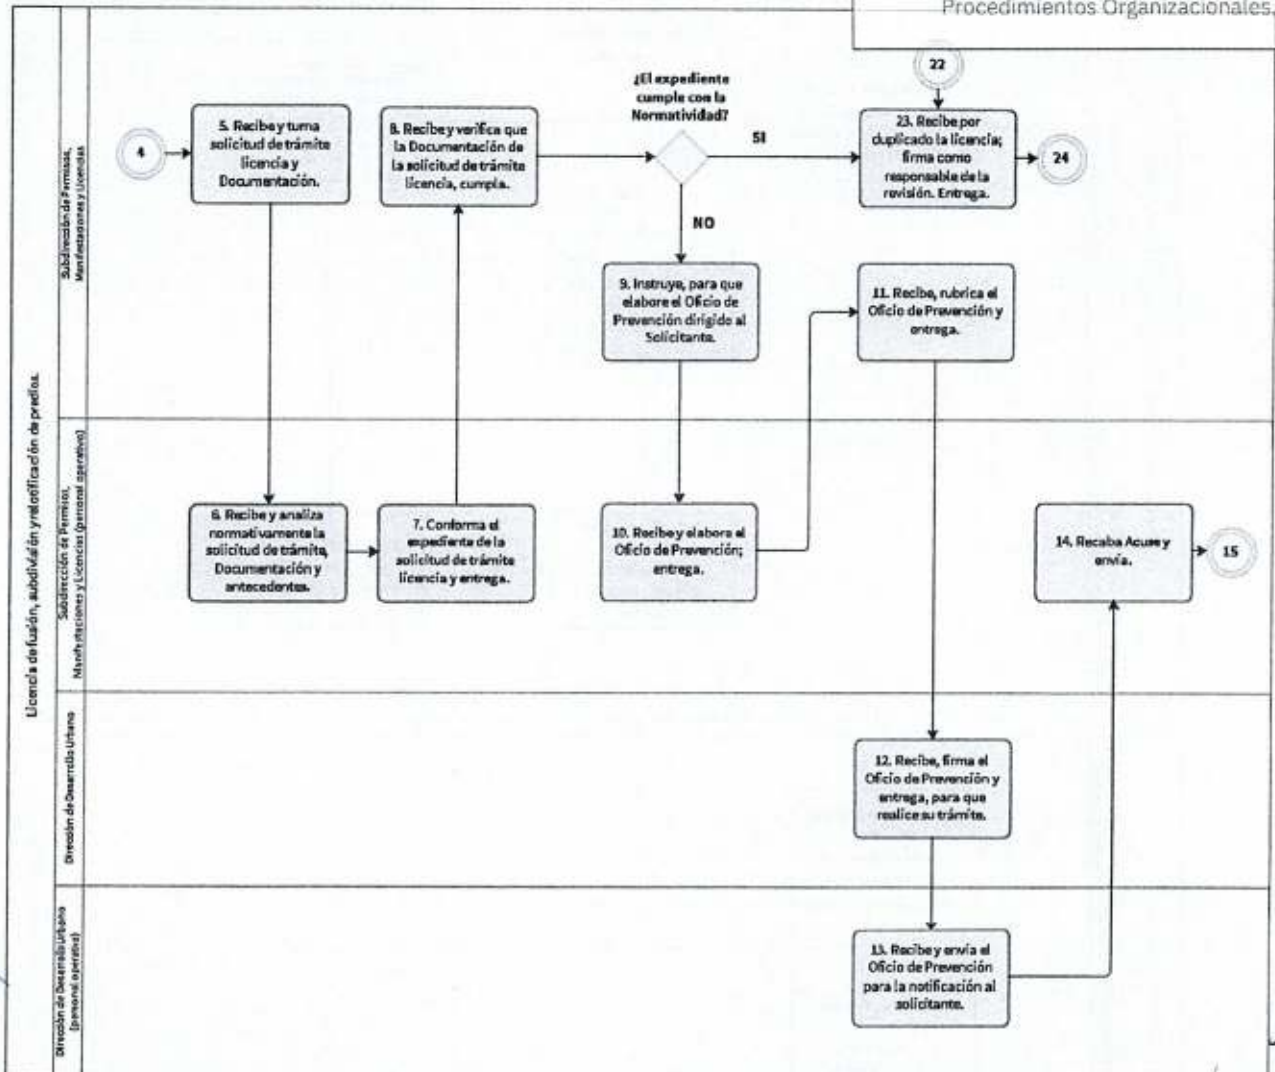 Procedimientos Organizacionales.
22
¿El expediente
cumple con la
Normatividad?
4
5. Recibe y turna
solicitud de trámite
licencia y
Documentación.
8. Recibe y verifica que
la Documentación de
la solicitud de trámite
licencia, cumpla.
SI
23. Recibe por
duplicado la licencia;
firma como
responsable de la
revisión. Entrega.
24
NO
9. Instruye, para que
elabore el Oficio de
Prevención dirigido al
Solicitante.
11. Recibe, rubrica el
Oficio de Prevención y
entrega.
Subdirección de Permisos,
Manifestaciones y Licencias
Licencia de fusión, subdivisión y relotificación de predios.
Subdirección de Permisos,
Manifestaciones y Licencias (personal operativo)
6. Recibe y analiza
normativamente la
solicitud de trámite,
Documentación y
antecedentes.
7. Conforma el
expediente de la
solicitud de trámite
licencia y entrega.
10. Recibe y elabora el
Oficio de Prevención;
entrega.
14. Recaba Acuse y
envía.
15
Dirección de Desarrollo Urbano
12. Recibe, firma el
Oficio de Prevención y
entrega, para que
realice su trámite.
Dirección de Desarrollo Urbano
(personal operativo)
13. Recibe y envía el
Oficio de Prevención
para la notificación al
solicitante.